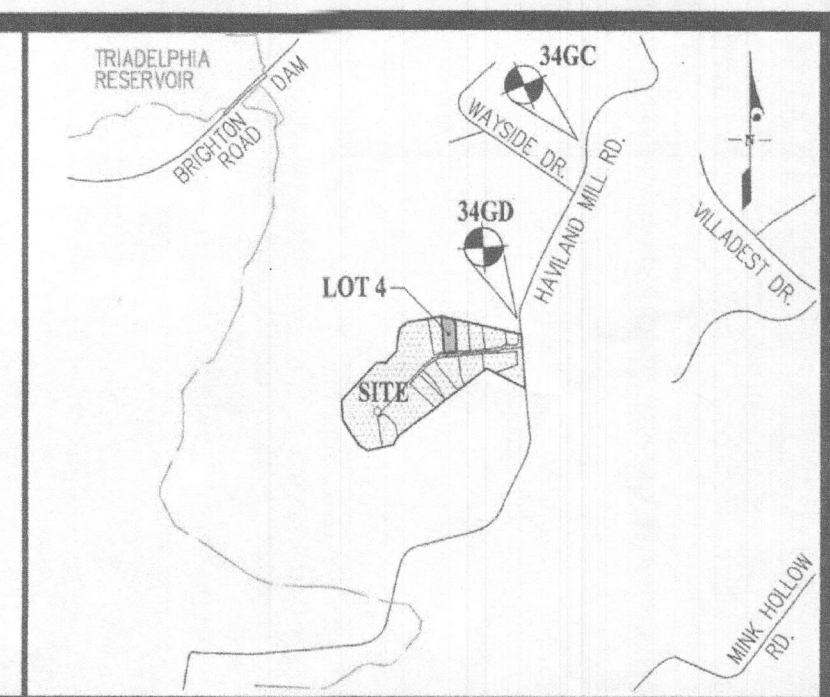 TRIADELPHIA
RESERVOIR
BRIGHTON DAM
ROAD
34GC
WAYSIDE DR.
HAVILAND MILL RD.
N
VILLADEST DR.
34GD
LOT 4
SITE
MINK HOLLOW
RD.